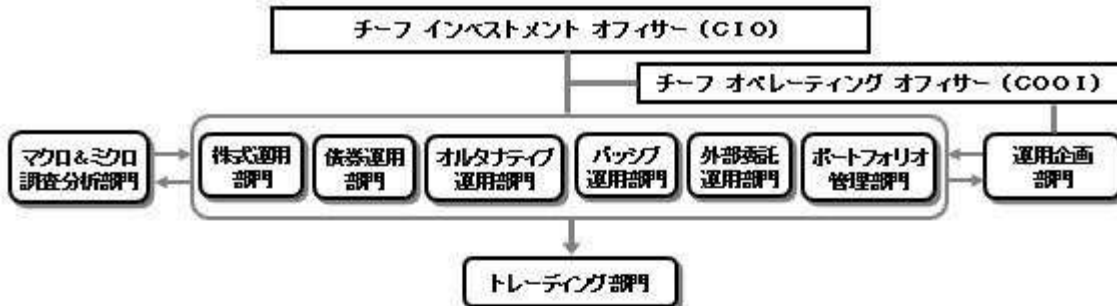 チーフ インベストメント オフィサー (CIO)
チーフ オペレーティング オフィサー (COOI)
マクロ&ミクロ
調査分析部門
株式運用
部門
債券運用
部門
オルタナティブ
運用部門
パッシブ
運用部門
外部委託
運用部門
ポートフォリオ
管理部門
運用企画
部門
トレーディング部門